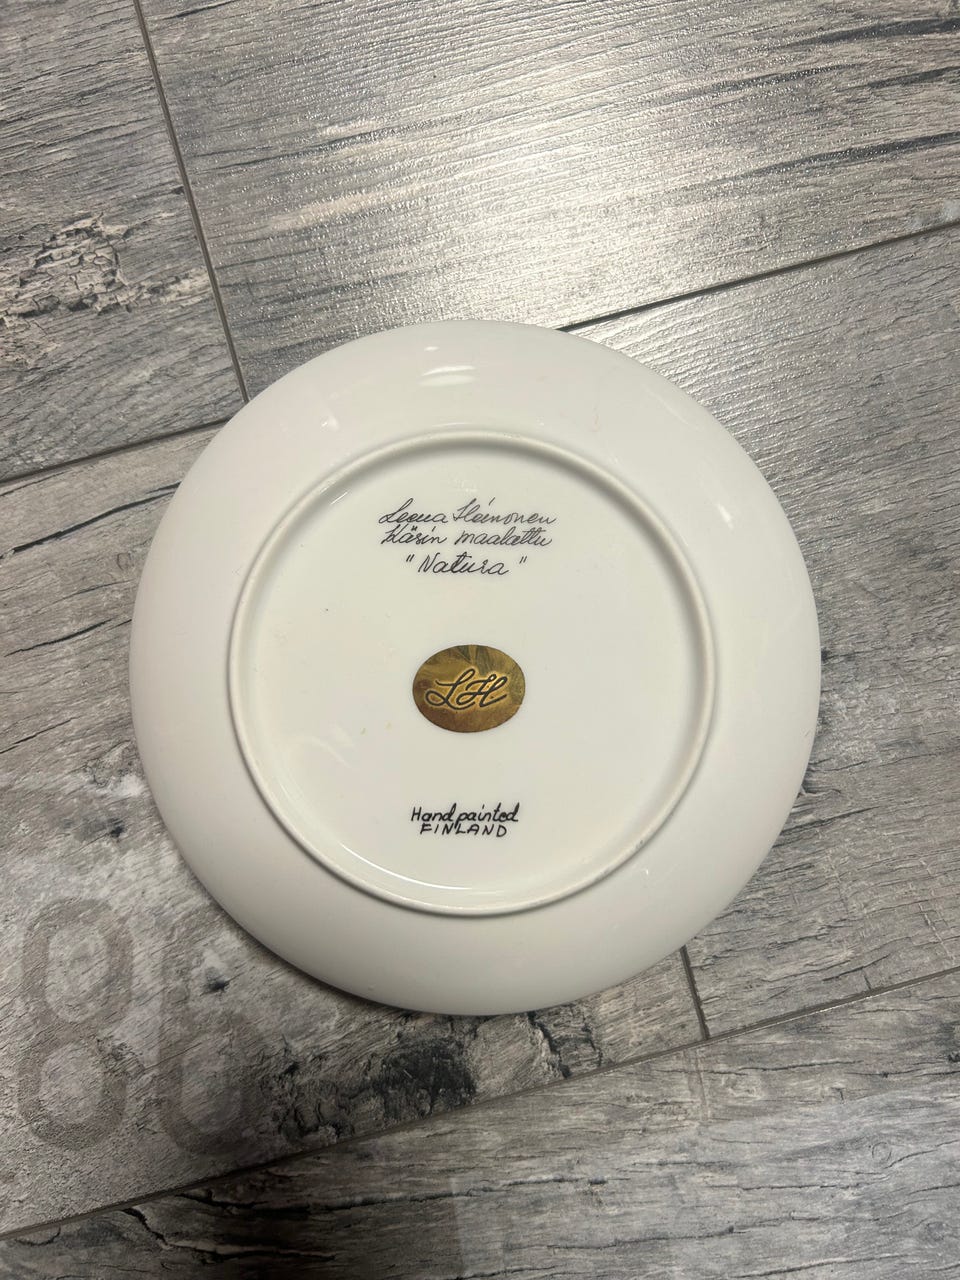 Leena Heinonen
Käsin maalattu
"Natura"
LH
Hand painted
FINLAND